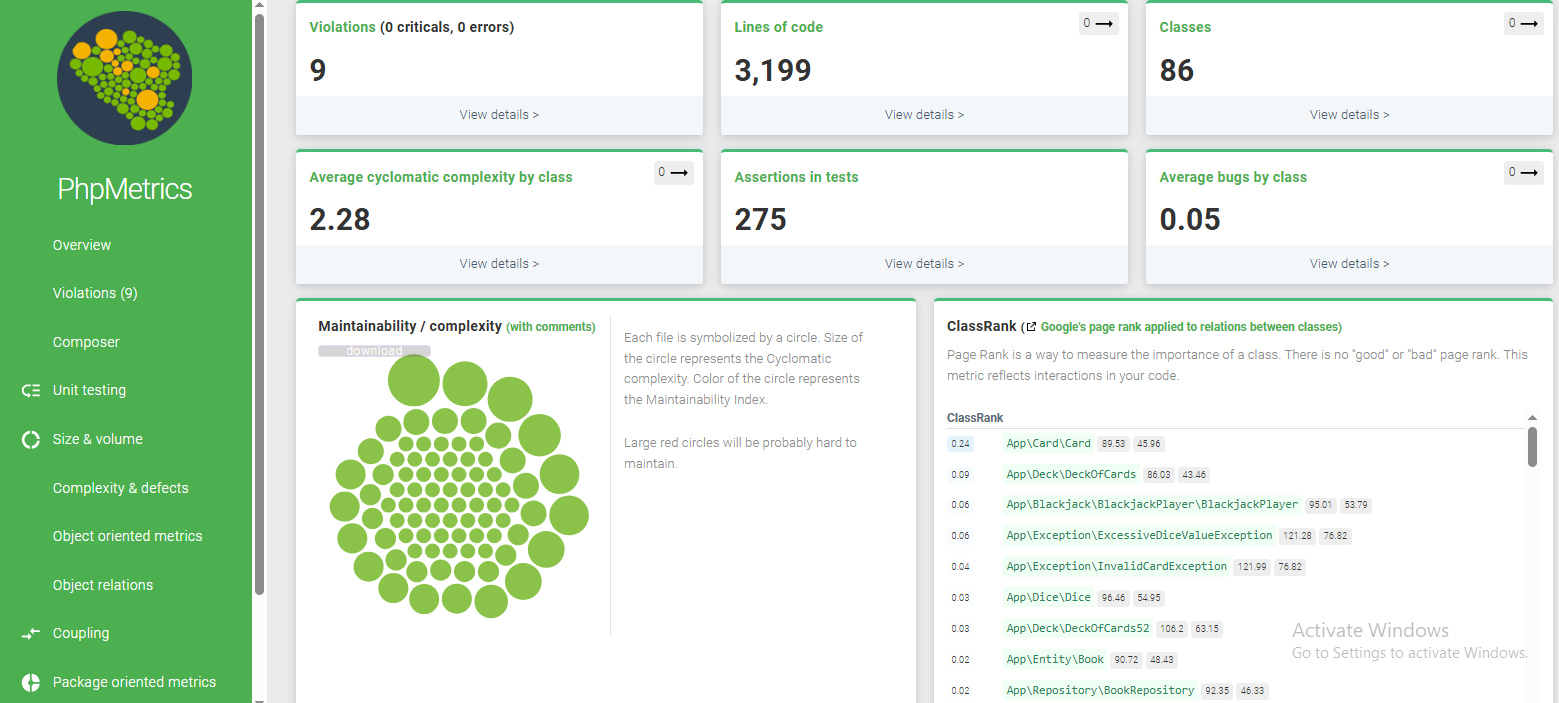 PhpMetrics
Overview
Violations (9)
Composer
Unit testing
Size & volume
Complexity & defects
Object oriented metrics
Object relations
Coupling
Package oriented metrics
Violations (0 criticals, 0 errors)
9
View details >
Lines of code
0
3,199
View details >
Classes
0
86
View details >
Average cyclomatic complexity by class
0
2.28
View details >
Assertions in tests
275
View details >
Average bugs by class
0
0.05
View details >
Maintainability / complexity (with comments)
download
Each file is symbolized by a circle. Size of
the circle represents the Cyclomatic
complexity. Color of the circle represents
the Maintainability Index.
Large red circles will be probably hard to
maintain.
ClassRank (Google's page rank applied to relations between classes)
Page Rank is a way to measure the importance of a class. There is no "good" or "bad" page rank. This
metric reflects interactions in your code.
ClassRank
0.24 App\Card\Card 89.53 45.96
0.09 App\Deck\DeckOfCards 86.03 43.46
0.06 App\Blackjack\BlackjackPlayer\BlackjackPlayer 95.01 53.79
0.06 App\Exception\ExcessiveDiceValueException 121.28 76.82
0.04 App\Exception\InvalidCardException 121.99 76.82
0.03 App\Dice\Dice 96.46 54.95
0.03 App\Deck\DeckOfCards52 106.2 63.15
0.02 App\Entity\Book 90.72 48.43
0.02 App\Repository\BookRepository 92.35 46.33
Activate Windows
Go to Settings to activate Windows.